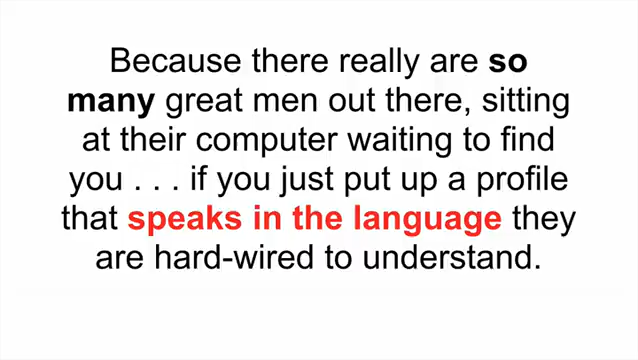 Because there really are so
many great men out there, sitting
at their computer waiting to find
you . . . if you just put up a profile
that speaks in the language they
are hard-wired to understand.